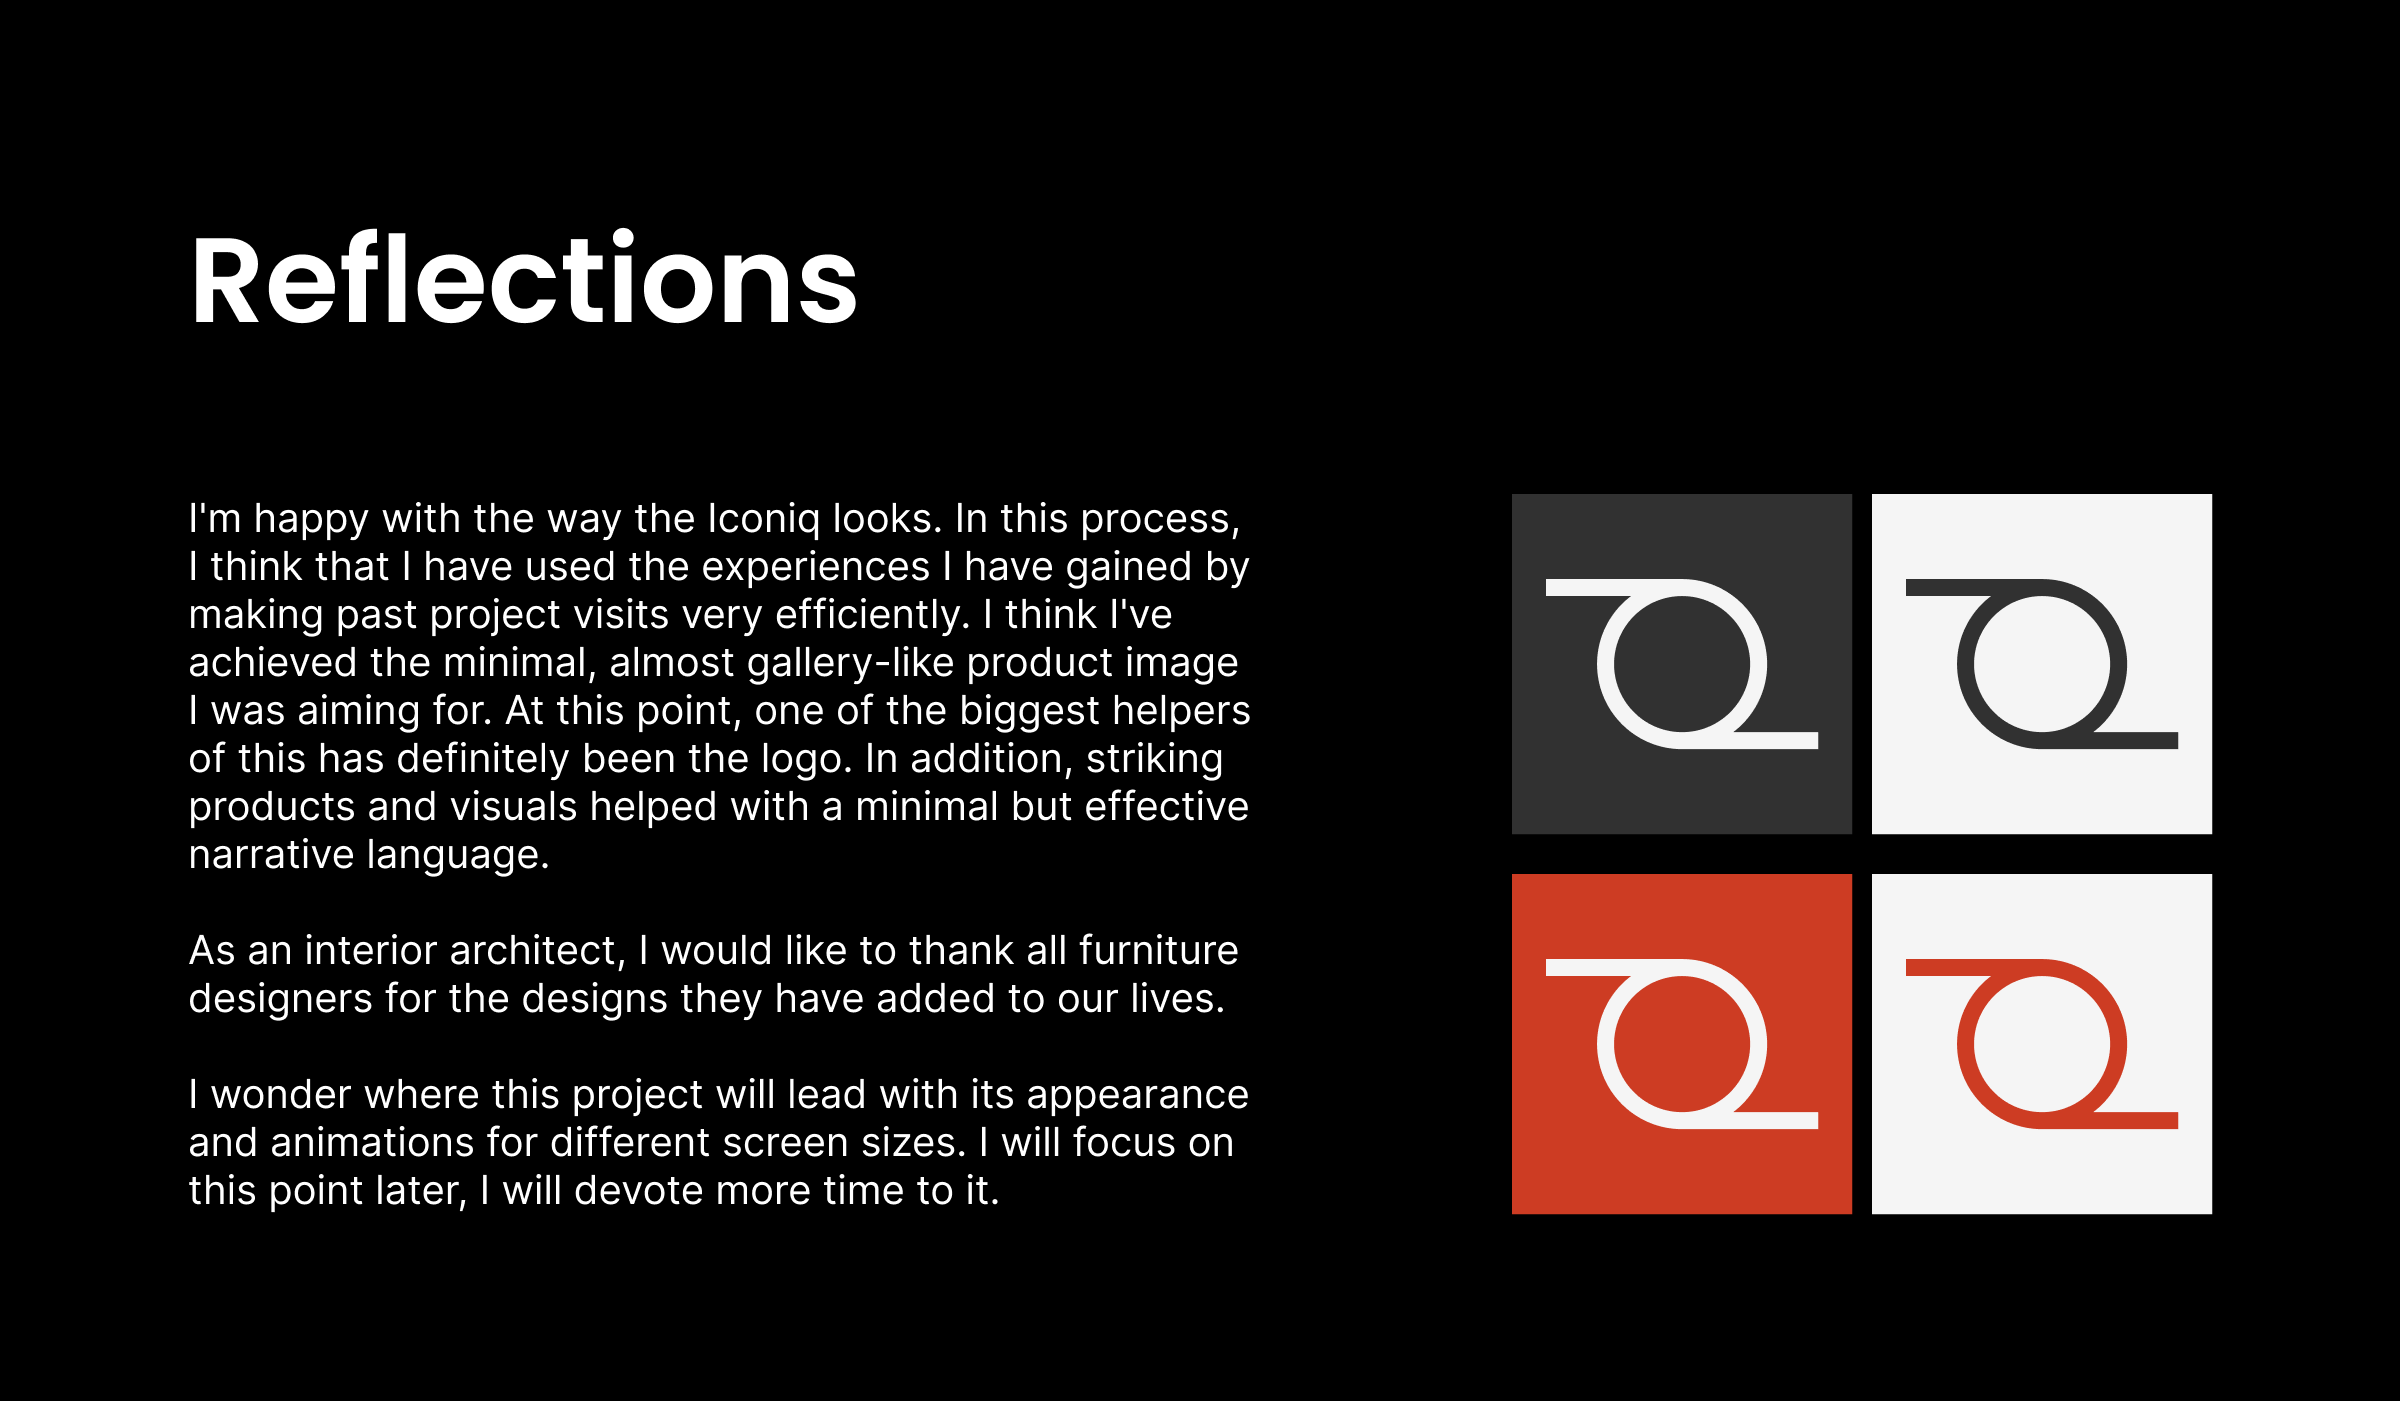 Reflections
I'm happy with the way the Iconiq looks. In this process,
I think that I have used the experiences I have gained by
making past project visits very efficiently. I think I've
achieved the minimal, almost gallery-like product image
I was aiming for. At this point, one of the biggest helpers
of this has definitely been the logo. In addition, striking
products and visuals helped with a minimal but effective
narrative language.
As an interior architect, I would like to thank all furniture
designers for the designs they have added to our lives.
I wonder where this project will lead with its appearance
and animations for different screen sizes. I will focus on
this point later, I will devote more time to it.